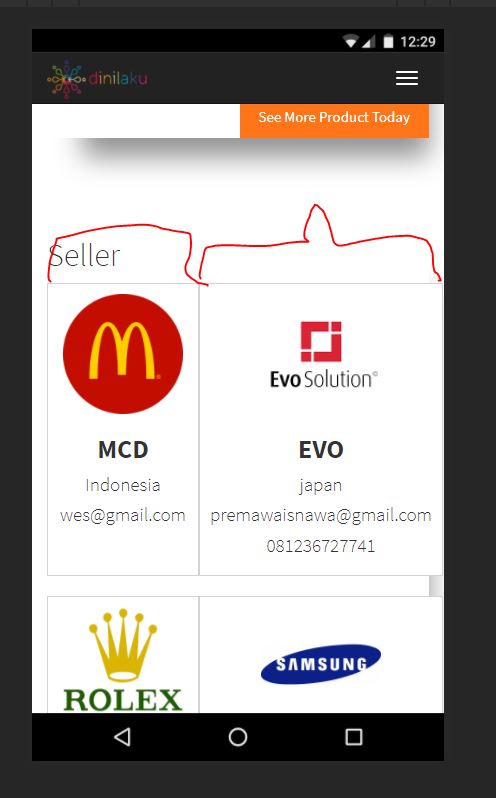 12:29
dinilaku
See More Product Today
Seller
MCD
Indonesia
wes@gmail.com
Evo Solution©
EVO
japan
premawaisnawa@gmail.com
081236727741
ROLEX
SAMSUNG